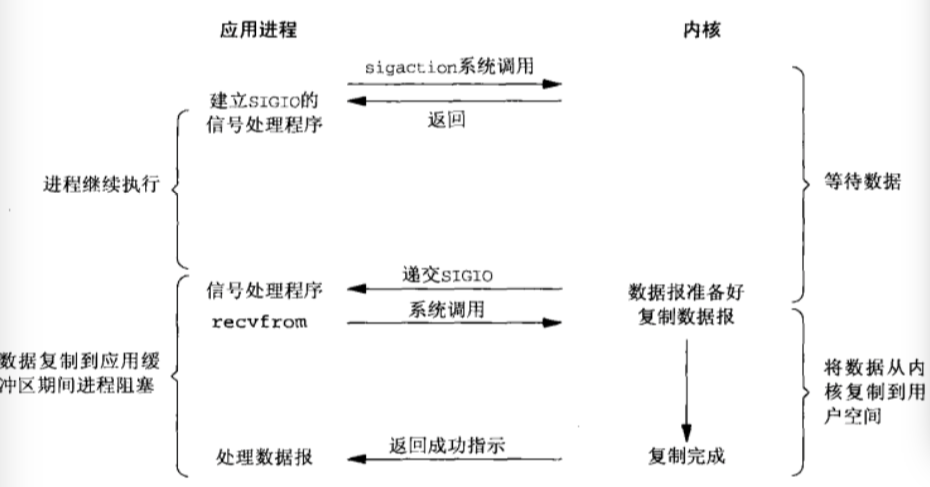 应用进程
内核
sigaction系统调用
建立SIGIO的
信号处理程序
返回
进程继续执行
等待数据
递交SIGIO
信号处理程序
数据报准备好
系统调用
recvfrom
复制数据报
数据复制到应用缓
冲区期间进程阻塞
将数据从内
核复制到用
户空间
返回成功指示
处理数据报
复制完成